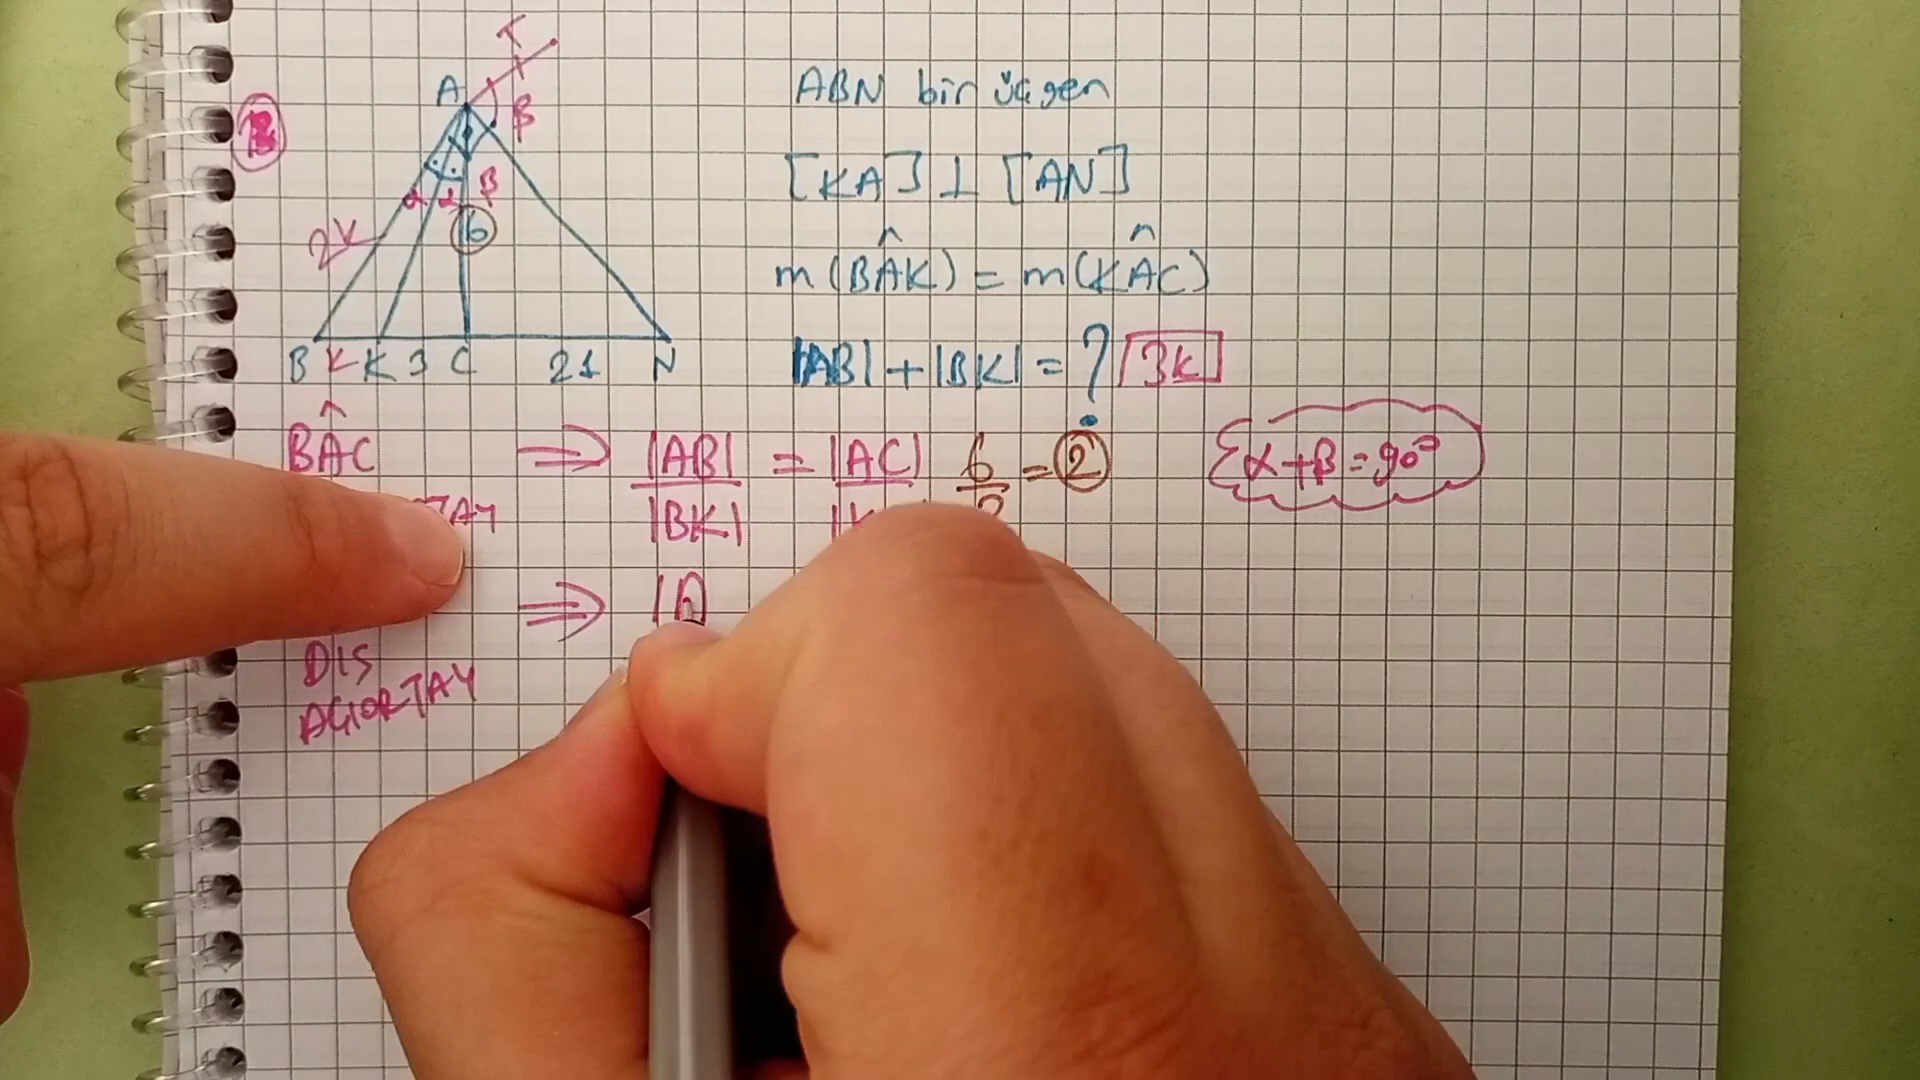 T
A
β
α α β
2K
6
B K K 3 C 21 N
ABN bir üçgen
[KA] ⊥ [AN]
m(BÂK) = m(KÂC)
|AB| + |BK| = ? 3K
BÂC
|AB| = |AC| 6 = 2
|BK|
α + β = 90°
DIŞ
AÇIORTAY